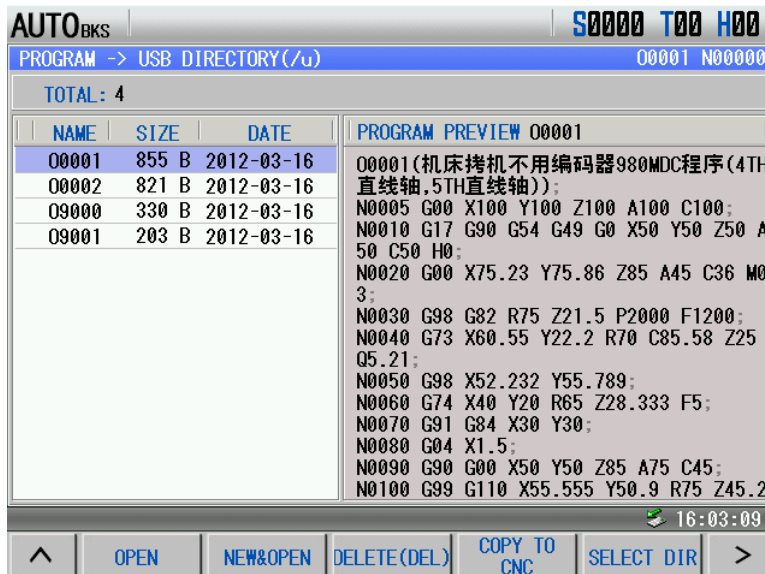 AUTO BKS S0000 T00 H00
PROGRAM -> USB DIRECTORY(/u) O0001 N00000
TOTAL: 4
NAME SIZE DATE
O0001 855 B 2012-03-16
O0002 821 B 2012-03-16
O9000 330 B 2012-03-16
O9001 203 B 2012-03-16
PROGRAM PREVIEW O0001
O0001(机床拷机不用编码器980MDC程序(4TH
直线轴,5TH直线轴));
N0005 G00 X100 Y100 Z100 A100 C100;
N0010 G17 G90 G54 G49 G0 X50 Y50 Z50 A
50 C50 H0;
N0020 G00 X75.23 Y75.86 Z85 A45 C36 M0
3;
N0030 G98 G82 R75 Z21.5 P2000 F1200;
N0040 G73 X60.55 Y22.2 R70 C85.58 Z25
Q5.21;
N0050 G98 X52.232 Y55.789;
N0060 G74 X40 Y20 R65 Z28.333 F5;
N0070 G91 G84 X30 Y30;
N0080 G04 X1.5;
N0090 G90 G00 X50 Y50 Z85 A75 C45;
N0100 G99 G110 X55.555 Y50.9 R75 Z45.2
16:03:09
^ OPEN NEW&OPEN DELETE(DEL) COPY TO CNC SELECT DIR >